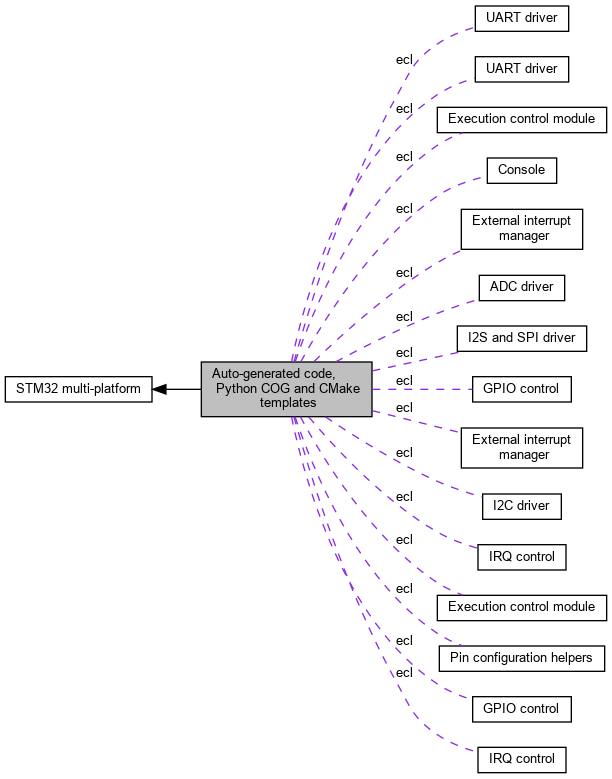 UART driver
ecl
UART driver
ecl
Execution control module
ecl
Console
ecl
External interrupt
manager
ecl
ADC driver
ecl
I2S and SPI driver
ecl
STM32 multi-platform
Auto-generated code,
Python COG and CMake
templates
ecl
GPIO control
ecl
External interrupt
manager
ecl
I2C driver
ecl
IRQ control
ecl
Execution control module
ecl
Pin configuration helpers
ecl
GPIO control
ecl
IRQ control